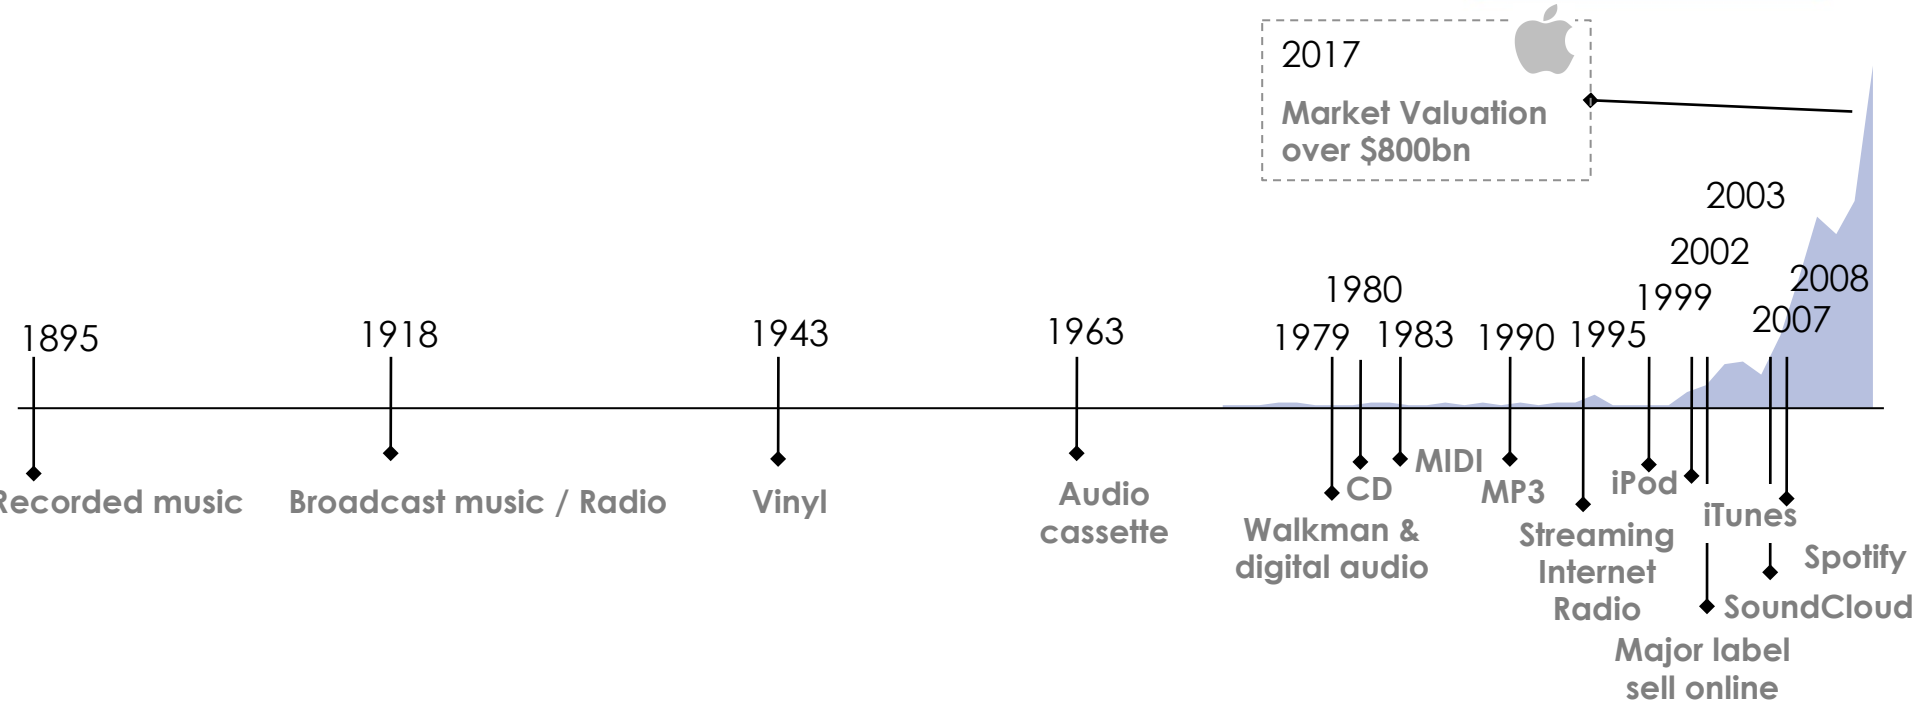 2017
Market Valuation
over $800bn
2003
2002
2008
1980
1999
2007
1895
1918
1943
1963
1979
1983
1990
1995
Recorded music
Broadcast music / Radio
Vinyl
Audio
cassette
Walkman &
digital audio
CD
MIDI
MP3
Streaming
Internet
Radio
iPod
iTunes
Spotify
SoundCloud
Major label
sell online